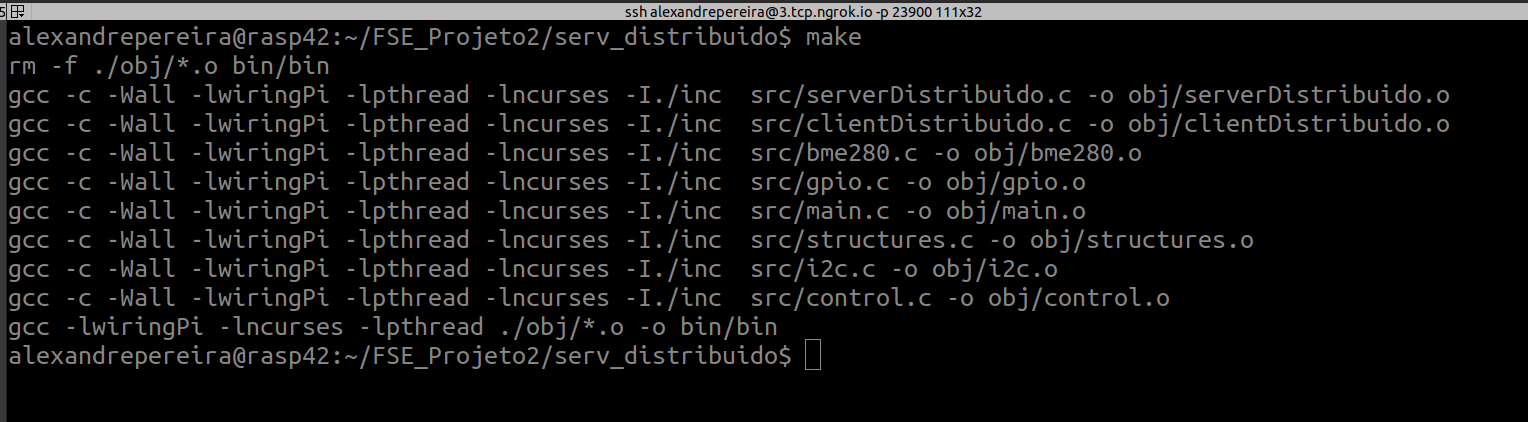 5
ssh alexandrepereira@3.tcp.ngrok.io -p 23900 111x32
alexandrepereira@rasp42:~/FSE_Projeto2/serv_distribuido$ make
rm -f ./obj/*.o bin/bin
gcc -c -Wall -lwiringPi -lpthread -lncurses -I./inc  src/serverDistribuido.c -o obj/serverDistribuido.o
gcc -c -Wall -lwiringPi -lpthread -lncurses -I./inc  src/clientDistribuido.c -o obj/clientDistribuido.o
gcc -c -Wall -lwiringPi -lpthread -lncurses -I./inc  src/bme280.c -o obj/bme280.o
gcc -c -Wall -lwiringPi -lpthread -lncurses -I./inc  src/gpio.c -o obj/gpio.o
gcc -c -Wall -lwiringPi -lpthread -lncurses -I./inc  src/main.c -o obj/main.o
gcc -c -Wall -lwiringPi -lpthread -lncurses -I./inc  src/structures.c -o obj/structures.o
gcc -c -Wall -lwiringPi -lpthread -lncurses -I./inc  src/i2c.c -o obj/i2c.o
gcc -c -Wall -lwiringPi -lpthread -lncurses -I./inc  src/control.c -o obj/control.o
gcc -lwiringPi -lncurses -lpthread ./obj/*.o -o bin/bin
alexandrepereira@rasp42:~/FSE_Projeto2/serv_distribuido$